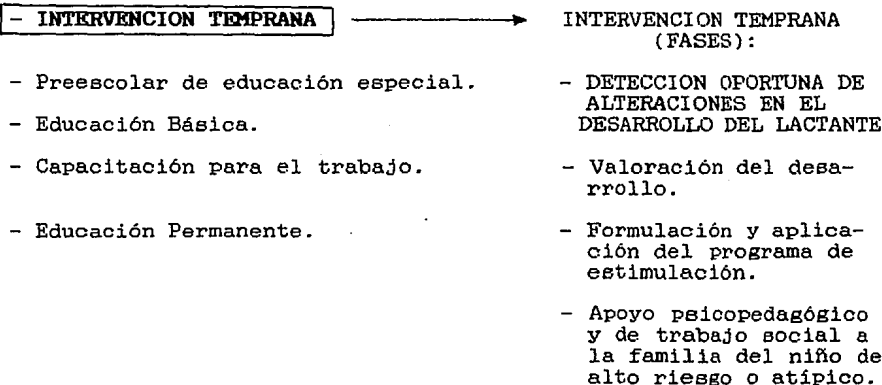 - INTERVENCION TEMPRANA
- Preescolar de educación especial.
- Educación Básica.
- Capacitación para el trabajo.
- Educación Permanente.
INTERVENCION TEMPRANA
(FASES):
- DETECCION OPORTUNA DE
ALTERACIONES EN EL
DESARROLLO DEL LACTANTE
- Valoración del desa-
rrollo.
- Formulación y aplica-
ción del programa de
estimulación.
- Apoyo psicopedagógico
y de trabajo social a
la familia del niño de
alto riesgo o atípico.